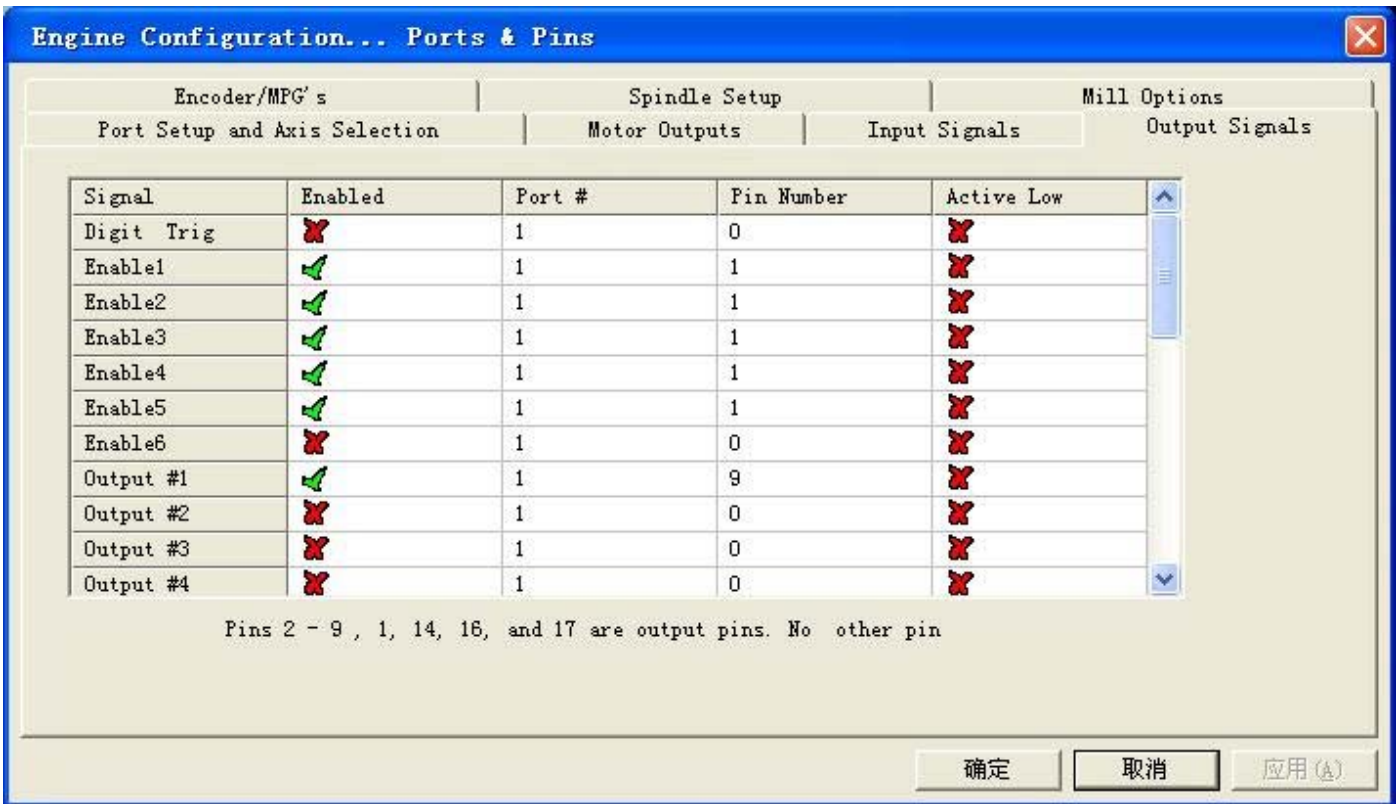 Engine Configuration... Ports & Pins
Encoder/MPG's Spindle Setup Mill Options
Port Setup and Axis Selection Motor Outputs Input Signals Output Signals
Signal Enabled Port # Pin Number Active Low
Digit Trig 1 0
Enable1 1 1
Enable2 1 1
Enable3 1 1
Enable4 1 1
Enable5 1 1
Enable6 1 0
Output #1 1 9
Output #2 1 0
Output #3 1 0
Output #4 1 0
Pins 2 - 9 , 1, 14, 16, and 17 are output pins. No other pin
确定 取消 应用(A)